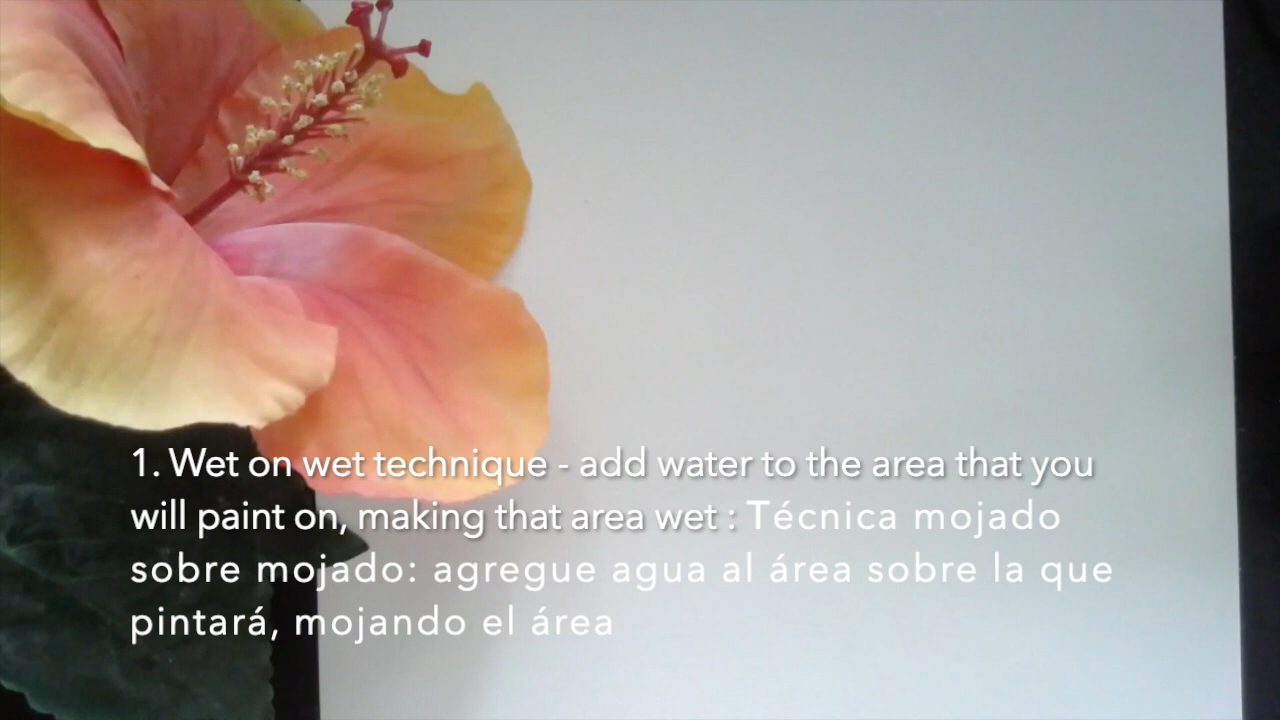 1. Wet on wet technique - add water to the area that you
will paint on, making that area wet : Técnica mojado
sobre mojado: agregue agua al área sobre la que
pintará, mojando el área